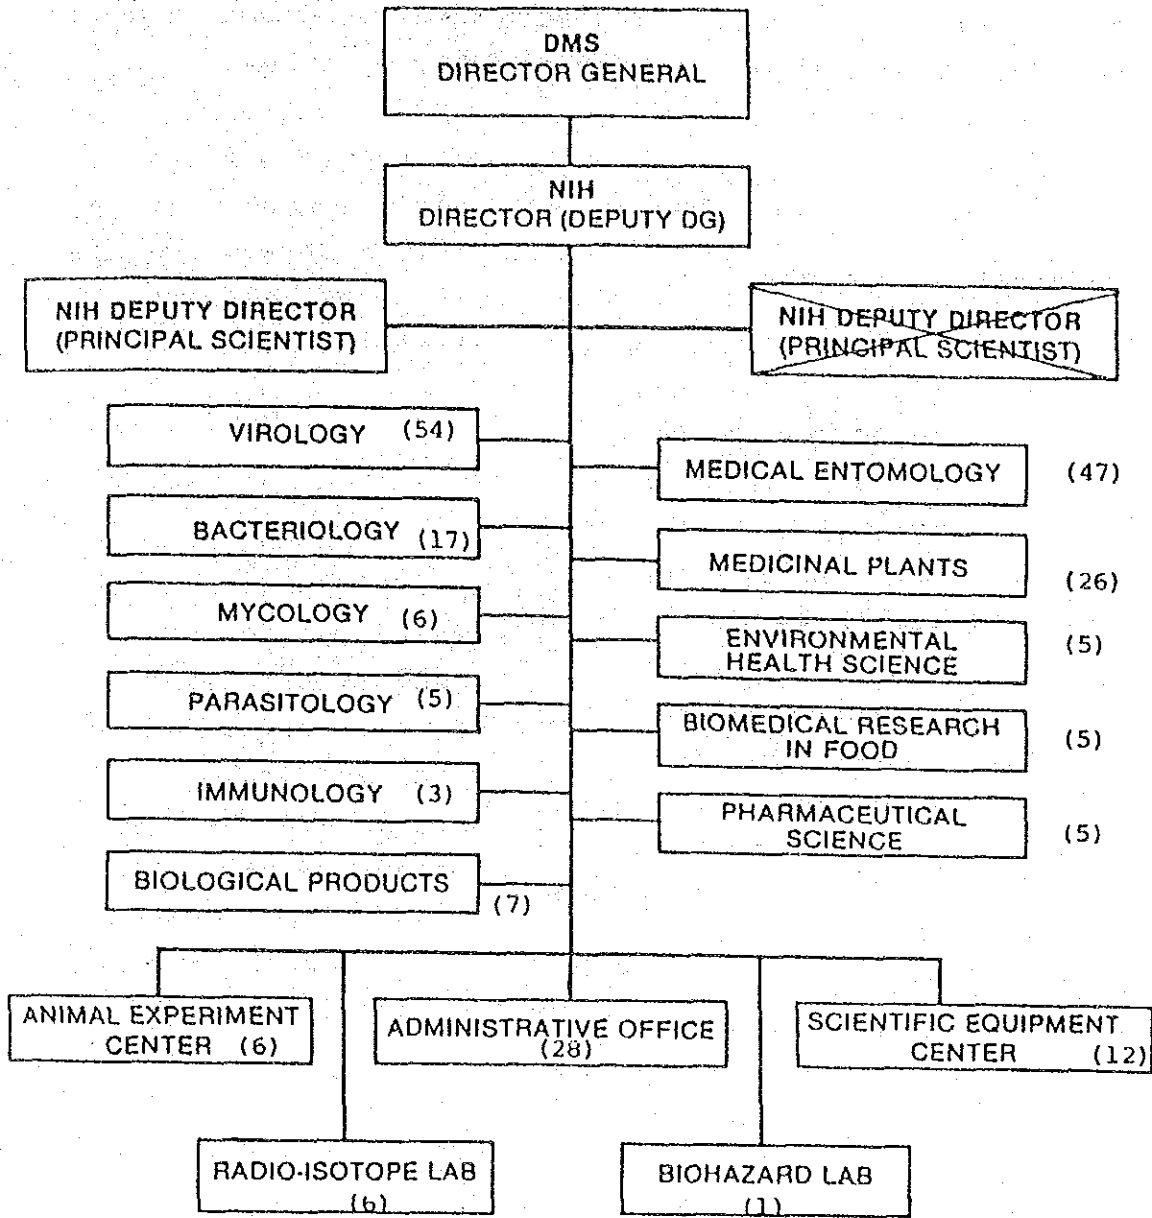 DMS
DIRECTOR GENERAL
NIH
DIRECTOR (DEPUTY DG)
NIH DEPUTY DIRECTOR
(PRINCIPAL SCIENTIST)
NIH DEPUTY DIRECTOR
(PRINCIPAL SCIENTIST)
VIROLOGY (54)
MEDICAL ENTOMOLOGY (47)
BACTERIOLOGY (17)
MEDICINAL PLANTS (26)
MYCOLOGY (6)
ENVIRONMENTAL
HEALTH SCIENCE (5)
PARASITOLOGY (5)
BIOMEDICAL RESEARCH
IN FOOD (5)
IMMUNOLOGY (3)
PHARMACEUTICAL
SCIENCE (5)
BIOLOGICAL PRODUCTS (7)
ANIMAL EXPERIMENT
CENTER (6)
ADMINISTRATIVE OFFICE
(28)
SCIENTIFIC EQUIPMENT
CENTER (12)
RADIO-ISOTOPE LAB
(6)
BIOHAZARD LAB
(1)